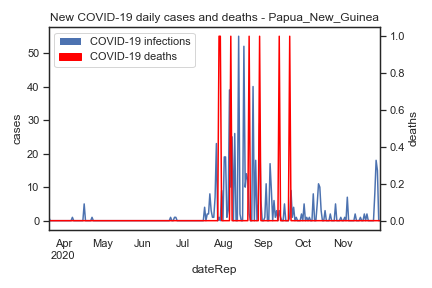 New COVID-19 daily cases and deaths - Papua_New_Guinea
COVID-19 infections
COVID-19 deaths
50
40
30
20
10
0
cases
1.0
0.8
0.6
0.4
0.2
0.0
deaths
Apr May Jun Jul Aug Sep Oct Nov
2020
dateRep